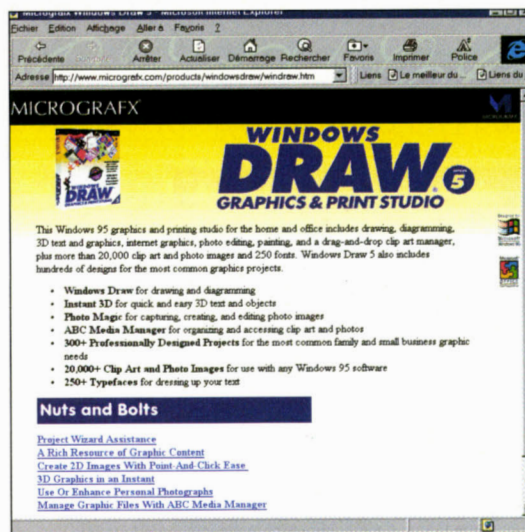 Micrografx Windows Draw 5 - Microsoft Internet Explorer
Fichier Edition Affichage Aller à Favoris ?
Précédente Arrêter Actualiser Démarrage Rechercher Favoris Imprimer Police
Adresse http://www.micrografx.com/products/windowsdraw/windraw.htm Liens Le meilleur du ... Liens du
MICROGRAFX
MICROGRAFX
WINDOWS
DRAW 5
GRAPHICS & PRINT STUDIO
DRAW
This Windows 95 graphics and printing studio for the home and office includes drawing, diagramming,
3D text and graphics, internet graphics, photo editing, painting, and a drag-and-drop clip art manager,
plus more than 20,000 clip art and photo images and 250 fonts. Windows Draw 5 also includes
hundreds of designs for the most common graphics projects.
• Windows Draw for drawing and diagramming
• Instant 3D for quick and easy 3D text and objects
• Photo Magic for capturing, creating, and editing photo images
• ABC Media Manager for organizing and accessing clip art and photos
• 300+ Professionally Designed Projects for the most common family and small business graphic
needs
• 20,000+ Clip Art and Photo Images for use with any Windows 95 software
• 250+ Typefaces for dressing up your text
Nuts and Bolts
Project Wizard Assistance
A Rich Resource of Graphic Content
Create 2D Images With Point-And-Click Ease
3D Graphics in an Instant
Use Or Enhance Personal Photographs
Manage Graphic Files With ABC Media Manager